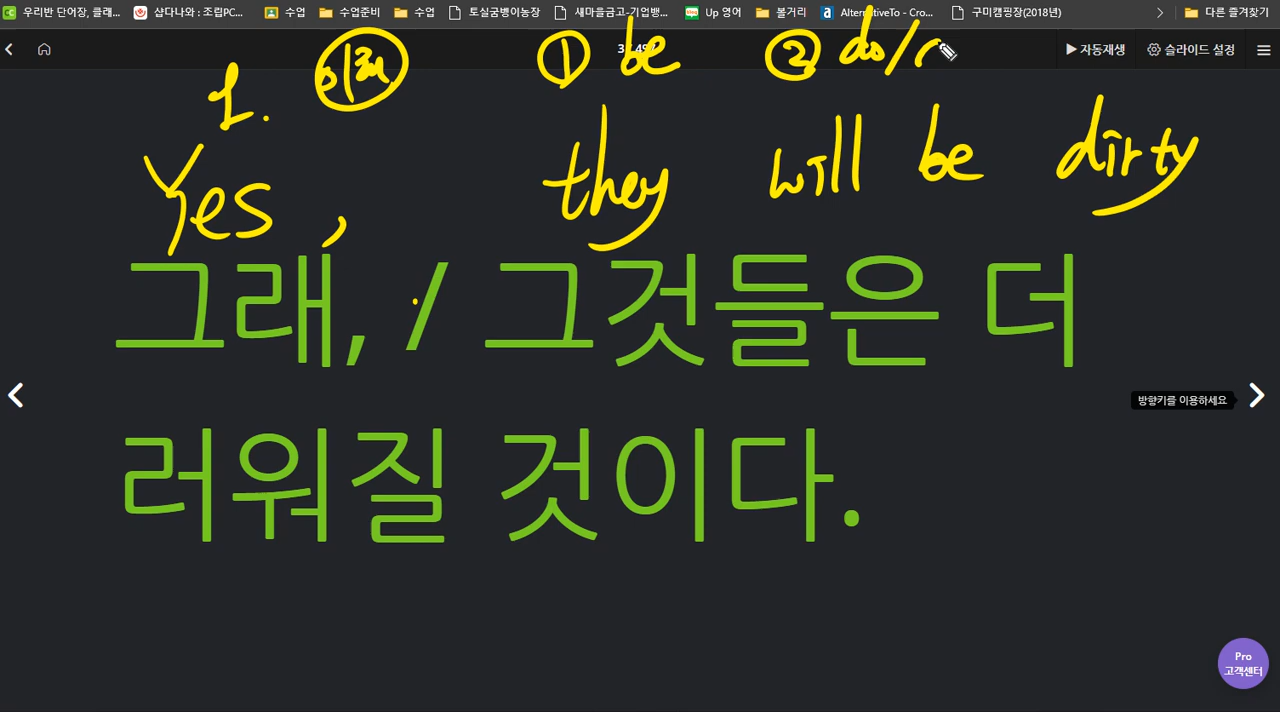 우리반 단어장, 클래... 샵다나와 : 조립PC... 수업 수업준비 수업 토실굼벵이농장 새마을금고-기업뱅... Up 영어 볼거리 AlternativeTo - Cro... 구미캠핑장(2018년) 다른 즐겨찾기
① be ② do/
자동재생 슬라이드 설정
1.
Yes, they will be dirty
그래, / 그것들은 더
방향키를 이용하세요
러워질 것이다.
Pro
고객센터